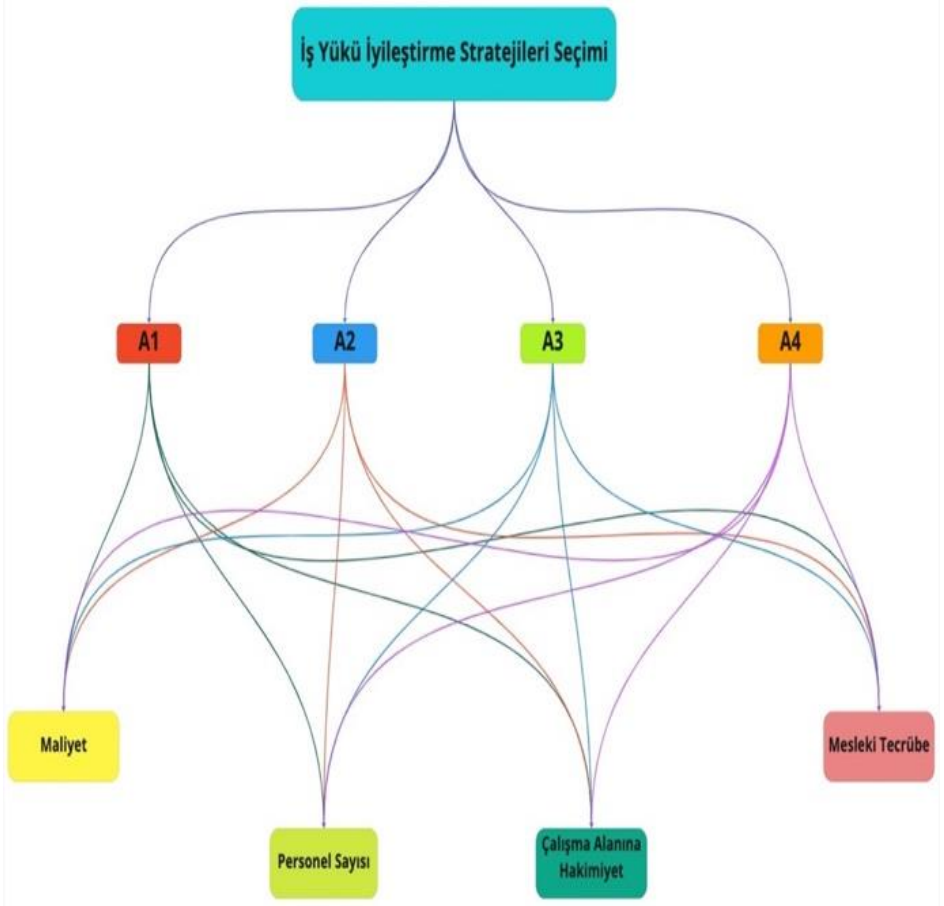 İş Yükü İyileştirme Stratejileri Seçimi
A1
A2
A3
A4
Maliyet
Mesleki Tecrübe
Personel Sayısı
Çalışma Alanına
Hakimiyet